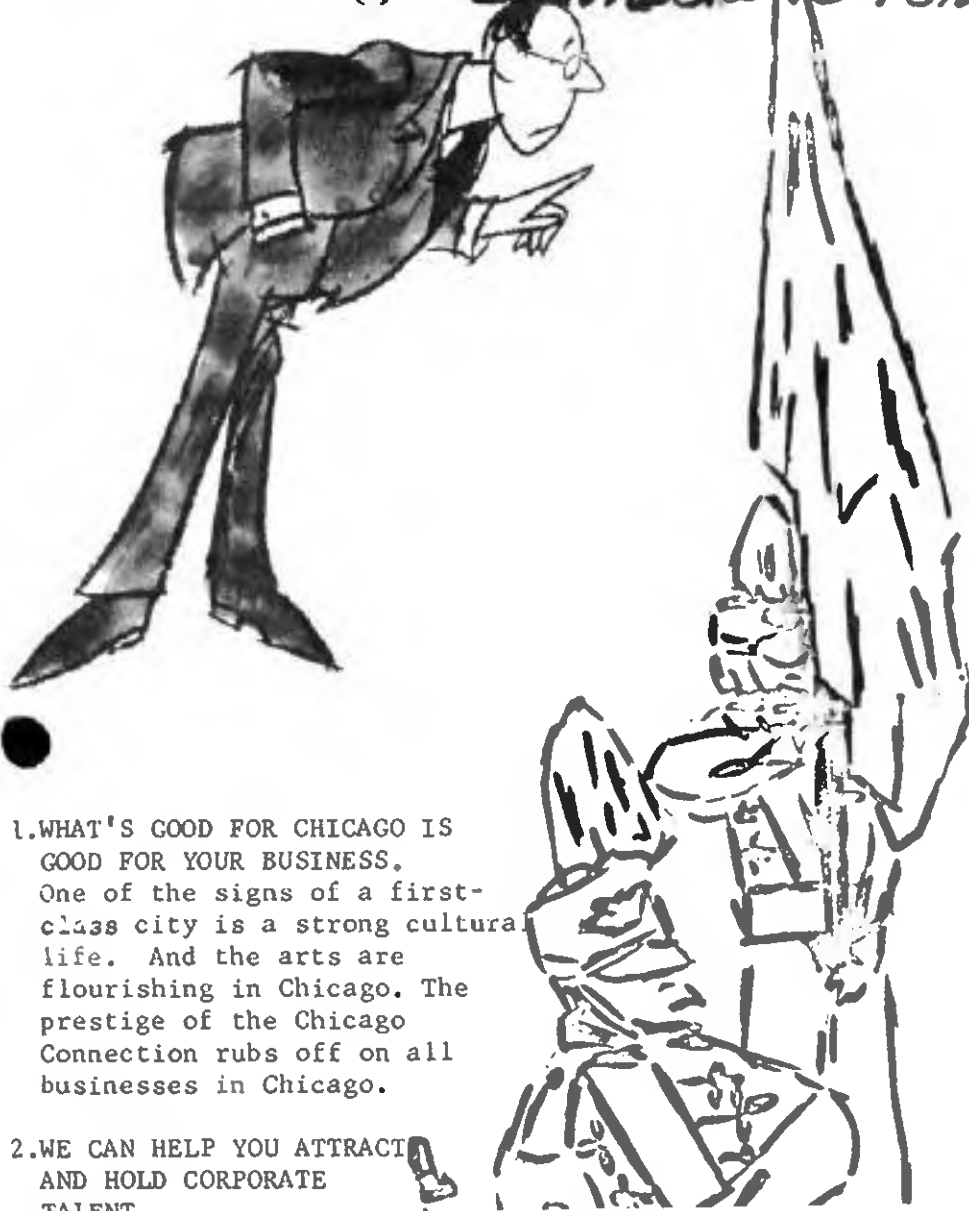 1.WHAT'S GOOD FOR CHICAGO IS
GOOD FOR YOUR BUSINESS.
One of the signs of a first-
class city is a strong cultural
life. And the arts are
flourishing in Chicago. The
prestige of the Chicago
Connection rubs off on all
businesses in Chicago.
2.WE CAN HELP YOU ATTRACT
AND HOLD CORPORATE
TALENT